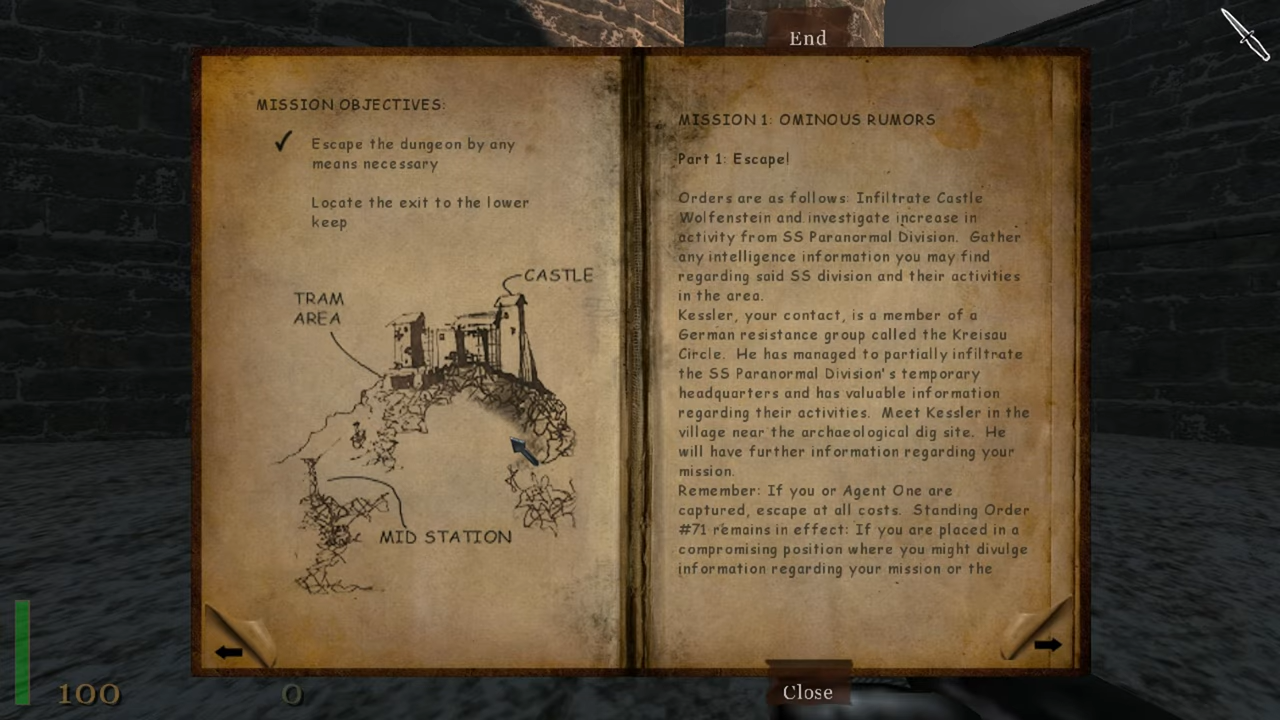 End
MISSION OBJECTIVES:
Escape the dungeon by any
means necessary
Locate the exit to the lower
keep
CASTLE
TRAM
AREA
MID STATION
MISSION 1: OMINOUS RUMORS
Part 1: Escape!
Orders are as follows: Infiltrate Castle
Wolfenstein and investigate increase in
activity from SS Paranormal Division. Gather
any intelligence information you may find
regarding said SS division and their activities
in the area.
Kessler, your contact, is a member of a
German resistance group called the Kreisau
Circle. He has managed to partially infiltrate
the SS Paranormal Division's temporary
headquarters and has valuable information
regarding their activities. Meet Kessler in the
village near the archaeological dig site. He
will have further information regarding your
mission.
Remember: If you or Agent One are
captured, escape at all costs. Standing Order
#71 remains in effect: If you are placed in a
compromising position where you might divulge
information regarding your mission or the
100
0
Close